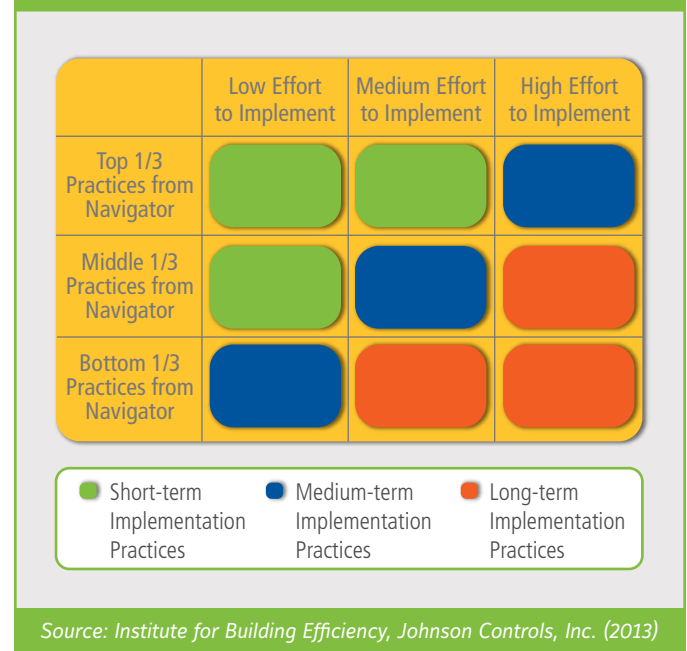 Low Effort
to Implement
Medium Effort
to Implement
High Effort
to Implement
Top 1/3
Practices from
Navigator
Middle 1/3
Practices from
Navigator
Bottom 1/3
Practices from
Navigator
Short-term
Implementation
Practices
Medium-term
Implementation
Practices
Long-term
Implementation
Practices
Source: Institute for Building Efficiency, Johnson Controls, Inc. (2013)